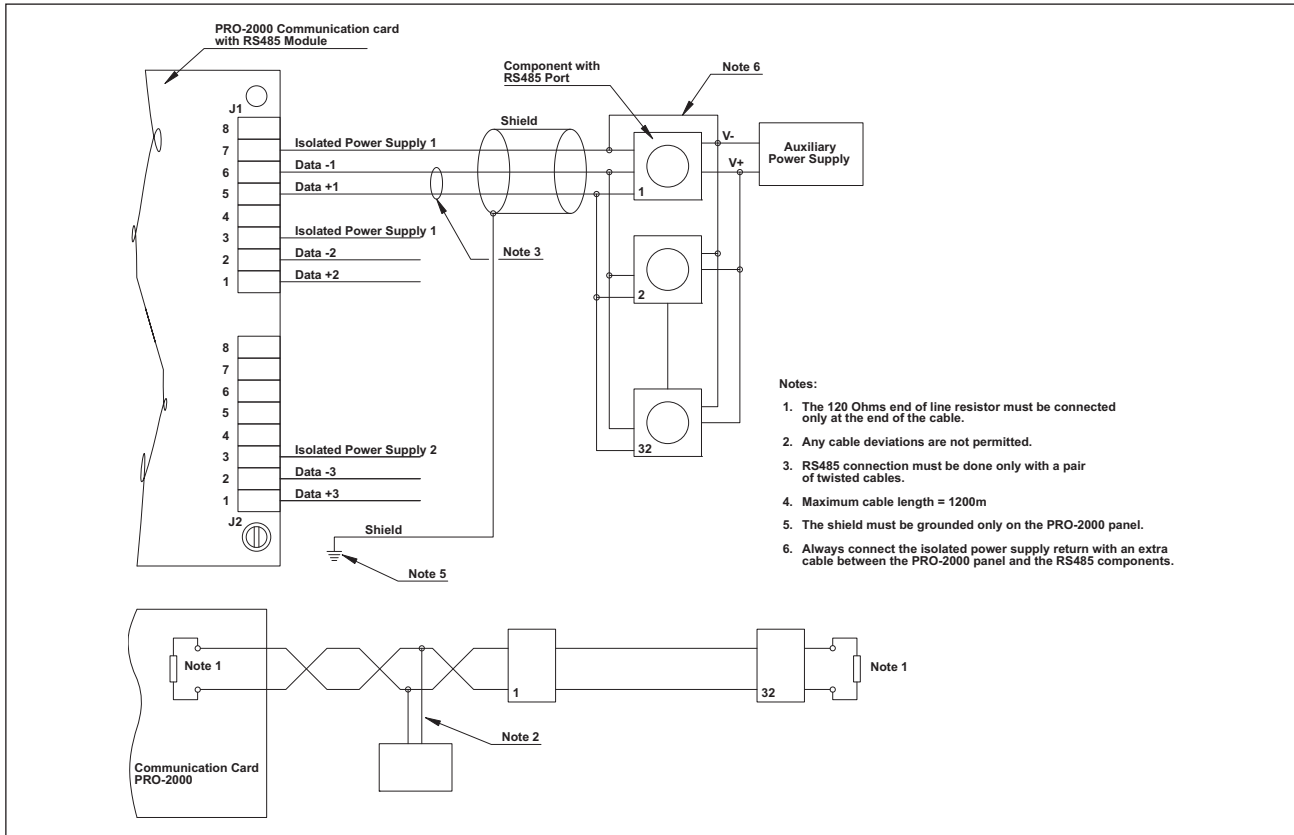 PRO-2000 Communication card
with RS485 Module
Component with
RS485 Port
Note 6
J1
Shield
8
7
Isolated Power Supply 1
V-
Auxiliary
Power Supply
6
Data -1
V+
5
Data +1
1
4
3
Isolated Power Supply 1
Note 3
2
Data -2
1
Data +2
2
8
7
6
5
4
3
Isolated Power Supply 2
32
2
Data -3
1
Data +3
J2
Shield
Note 5
Notes:
1. The 120 Ohms end of line resistor must be connected
only at the end of the cable.
2. Any cable deviations are not permitted.
3. RS485 connection must be done only with a pair
of twisted cables.
4. Maximum cable length = 1200m
5. The shield must be grounded only on the PRO-2000 panel.
6. Always connect the isolated power supply return with an extra
cable between the PRO-2000 panel and the RS485 components.
Note 1
1
32
Note 1
Note 2
Communication Card
PRO-2000